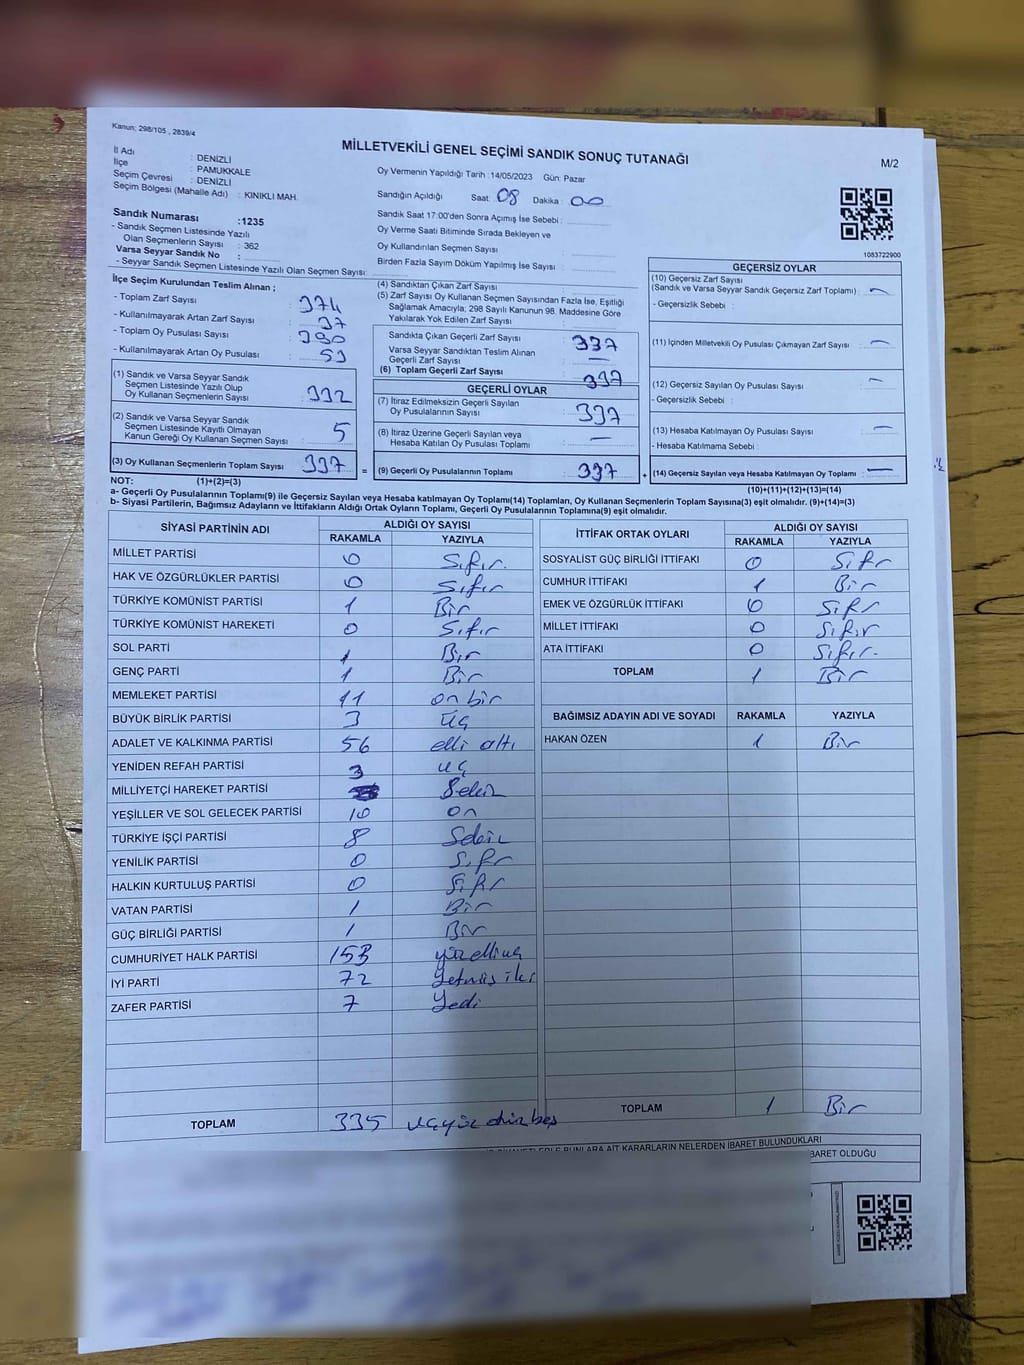 Kanun; 298/105 , 2839/4
MİLLETVEKİLİ GENEL SEÇİMİ SANDIK SONUÇ TUTANAĞI
M/2
İl Adı : DENİZLİ
İlçe : PAMUKKALE
Seçim Çevresi : DENİZLİ
Seçim Bölgesi (Mahalle Adı) : KINIKLI MAH.
Oy Vermenin Yapıldığı Tarih :14/05/2023 Gün: Pazar
Sandığın Açıldığı Saat: 08 Dakika : 00
Sandık Saat 17:00'den Sonra Açımış İse Sebebi :
Oy Verme Saati Bitiminde Sırada Bekleyen ve
Oy Kullandırılan Seçmen Sayısı :
Birden Fazla Sayım Döküm Yapılmış İse Sayısı :
1083722900
Sandık Numarası :1235
- Sandık Seçmen Listesinde Yazılı
Olan Seçmenlerin Sayısı : 362
Varsa Seyyar Sandık No :
- Seyyar Sandık Seçmen Listesinde Yazılı Olan Seçmen Sayısı:
İlçe Seçim Kurulundan Teslim Alınan ;
- Toplam Zarf Sayısı : 374
- Kullanılmayarak Artan Zarf Sayısı : 37
- Toplam Oy Pusulası Sayısı : 390
- Kullanılmayarak Artan Oy Pusulası : 53
(1) Sandık ve Varsa Seyyar Sandık
Seçmen Listesinde Yazılı Olup
Oy Kullanan Seçmenlerin Sayısı : 332
(2) Sandık ve Varsa Seyyar Sandık
Seçmen Listesinde Kayıtlı Olmayan
Kanun Gereği Oy Kullanan Seçmen Sayısı : 5
(3) Oy Kullanan Seçmenlerin Toplam Sayısı 337 =
(4) Sandıktan Çıkan Zarf Sayısı :
(5) Zarf Sayısı Oy Kullanan Seçmen Sayısından Fazla İse, Eşitliği
Sağlamak Amacıyla; 298 Sayılı Kanunun 98. Maddesine Göre
Yakılarak Yok Edilen Zarf Sayısı :
Sandıkta Çıkan Geçerli Zarf Sayısı : 337
Varsa Seyyar Sandıktan Teslim Alınan
Geçerli Zarf Sayısı : —
(6) Toplam Geçerli Zarf Sayısı : 337
GEÇERLİ OYLAR
(7) İtiraz Edilmeksizin Geçerli Sayılan
Oy Pusulalarının Sayısı : 337
(8) İtiraz Üzerine Geçerli Sayılan veya
Hesaba Katılan Oy Pusulası Toplamı : —
(9) Geçerli Oy Pusulalarının Toplamı : 337 +
GEÇERSİZ OYLAR
(10) Geçersiz Zarf Sayısı
(Sandık ve Varsa Seyyar Sandık Geçersiz Zarf Toplamı) : —
- Geçersizlik Sebebi :
(11) İçinden Milletvekili Oy Pusulası Çıkmayan Zarf Sayısı : —
(12) Geçersiz Sayılan Oy Pusulası Sayısı : —
- Geçersizlik Sebebi :
(13) Hesaba Katılmayan Oy Pusulası Sayısı : —
- Hesaba Katılmama Sebebi :
(14) Geçersiz Sayılan veya Hesaba Katılmayan Oy Toplamı : —
NOT: (1)+(2)=(3)
(10)+(11)+(12)+(13)=(14)
a- Geçerli Oy Pusulalarının Toplamı(9) ile Geçersiz Sayılan veya Hesaba katılmayan Oy Toplamı(14) Toplamları, Oy Kullanan Seçmenlerin Toplam Sayısına(3) eşit olmalıdır. (9)+(14)=(3)
b- Siyasi Partilerin, Bağımsız Adayların ve İttifakların Aldığı Ortak Oyların Toplamı, Geçerli Oy Pusulalarının Toplamına(9) eşit olmalıdır.
SİYASİ PARTİNİN ADI ALDIĞI OY SAYISI
RAKAMLA YAZIYLA
MİLLET PARTİSİ 0 Sıfır.
HAK VE ÖZGÜRLÜKLER PARTİSİ 0 Sıfır
TÜRKİYE KOMÜNİST PARTİSİ 1 Bir
TÜRKİYE KOMÜNİST HAREKETİ 0 Sıfır
SOL PARTİ 1 Bir
GENÇ PARTİ 1 Bir
MEMLEKET PARTİSİ 11 on bir
BÜYÜK BİRLİK PARTİSİ 3 Üç
ADALET VE KALKINMA PARTİSİ 56 elli altı
YENİDEN REFAH PARTİSİ 3 üç
MİLLİYETÇİ HAREKET PARTİSİ Sekiz
YEŞİLLER VE SOL GELECEK PARTİSİ 10 on
TÜRKİYE İŞÇİ PARTİSİ 8 Sekiz
YENİLİK PARTİSİ 0 Sıfır
HALKIN KURTULUŞ PARTİSİ 0 Sıfır
VATAN PARTİSİ 1 Bir
GÜÇ BİRLİĞİ PARTİSİ 1 Bir
CUMHURİYET HALK PARTİSİ 153 yüzelliüç
İYİ PARTİ 72 Yetmiş iki
ZAFER PARTİSİ 7 Yedi
TOPLAM 335 üçyüz otuz beş
İTTİFAK ORTAK OYLARI ALDIĞI OY SAYISI
RAKAMLA YAZIYLA
SOSYALİST GÜÇ BİRLİĞİ İTTİFAKI 0 Sıfır
CUMHUR İTTİFAKI 1 Bir
EMEK VE ÖZGÜRLÜK İTTİFAKI 0 Sıfır
MİLLET İTTİFAKI 0 Sıfır
ATA İTTİFAKI 0 Sıfır.
TOPLAM 1 Bir
BAĞIMSIZ ADAYIN ADI VE SOYADI RAKAMLA YAZIYLA
HAKAN ÖZEN 1 Bir
TOPLAM 1 Bir
BUNLARA AİT KARARLARIN NELERDEN İBARET BULUNDUKLARI
BARET OLDUĞU